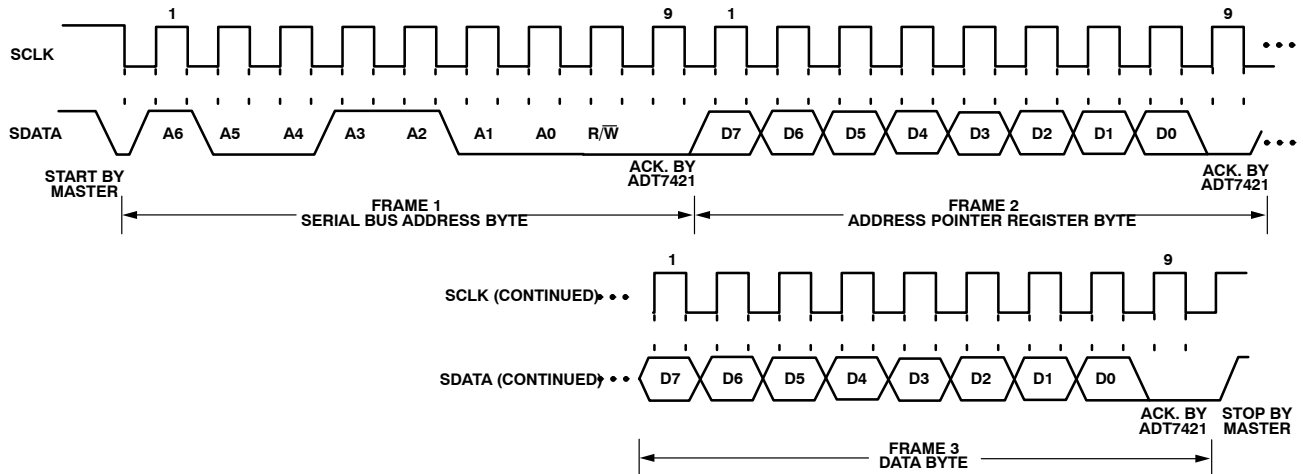 1 9 1 9
SCLK
SDATA A6 A5 A4 A3 A2 A1 A0 R/W̅ D7 D6 D5 D4 D3 D2 D1 D0
START BY
MASTER
ACK. BY
ADT7421
ACK. BY
ADT7421
FRAME 1
SERIAL BUS ADDRESS BYTE
FRAME 2
ADDRESS POINTER REGISTER BYTE
1 9
SCLK (CONTINUED)
SDATA (CONTINUED) D7 D6 D5 D4 D3 D2 D1 D0
ACK. BY
ADT7421
STOP BY
MASTER
FRAME 3
DATA BYTE